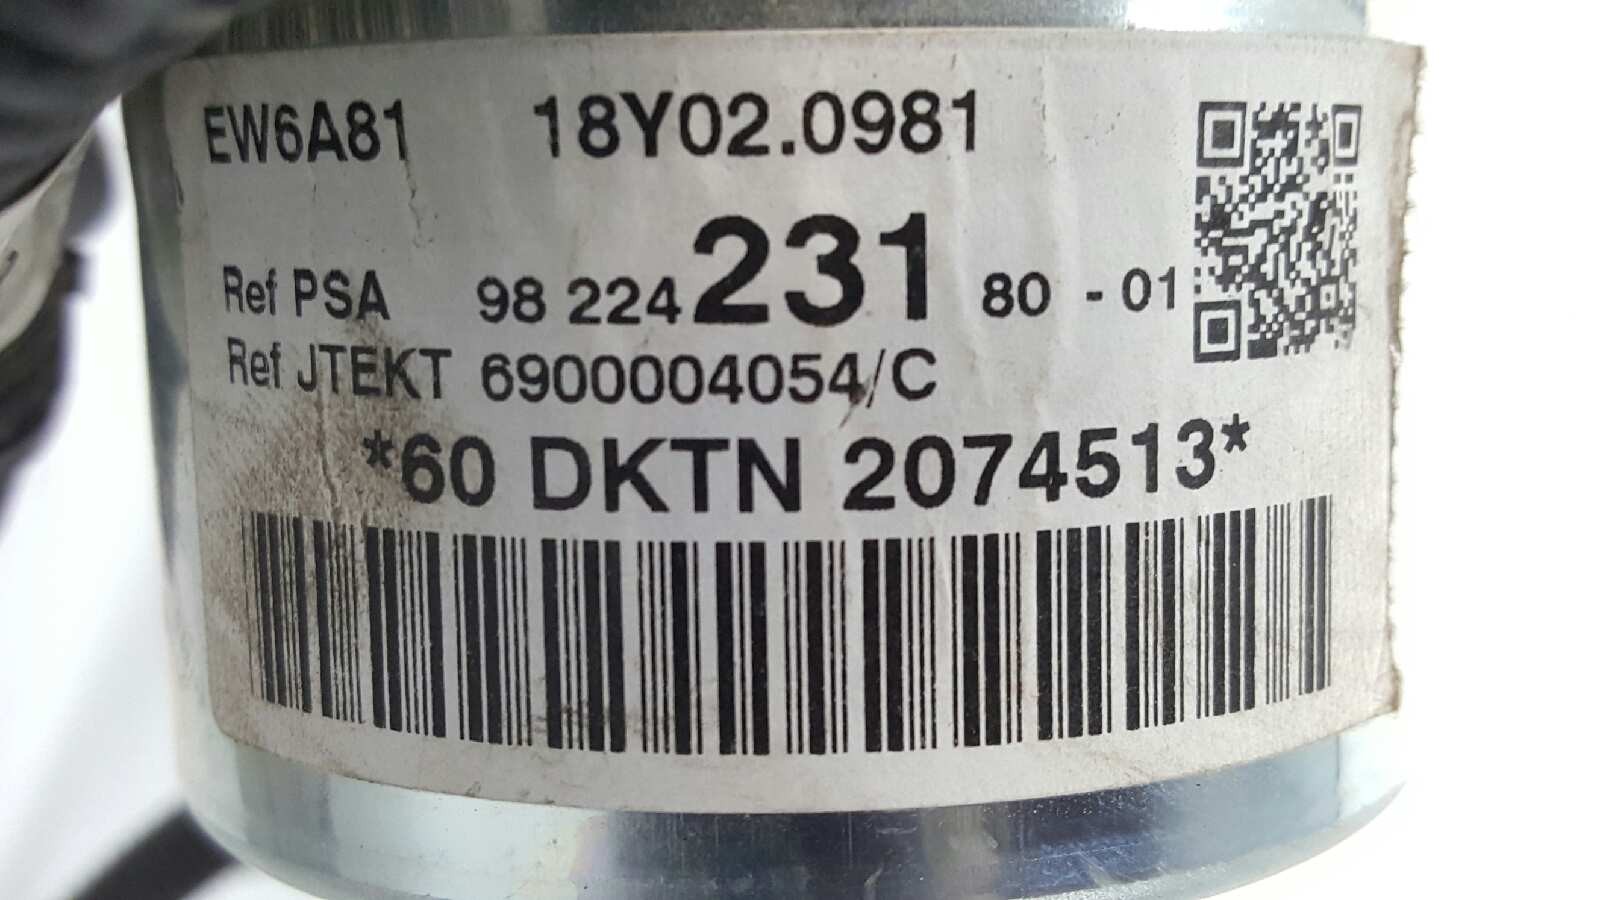 EW6A81 18Y02.0981
Ref PSA 98 224 231 80 - 01
Ref JTEKT 6900004054/C
*60 DKTN 2074513*